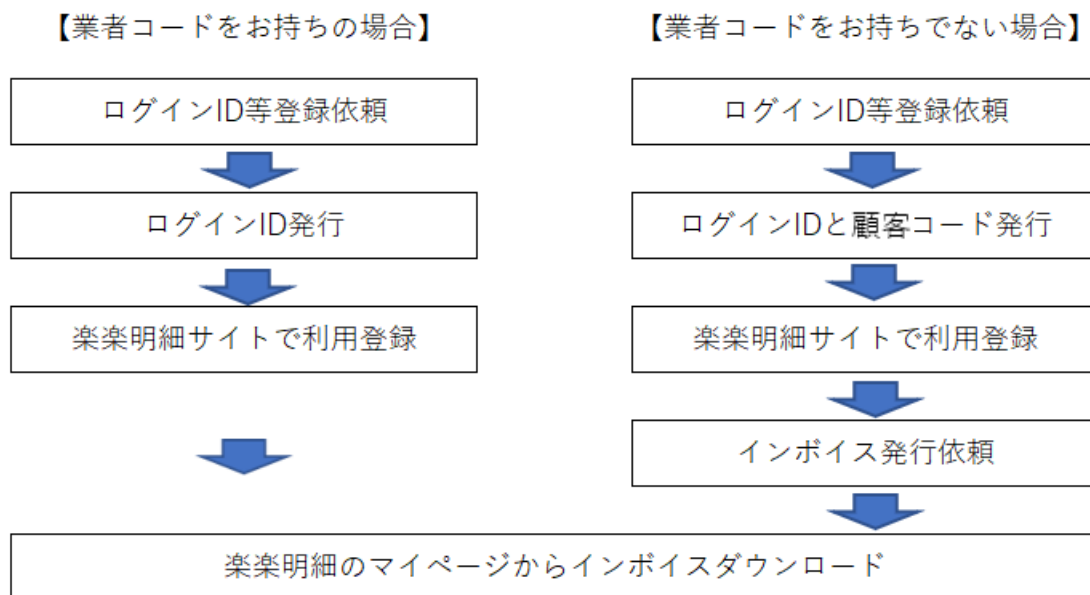 【業者コードをお持ちの場合】
ログインID等登録依頼
ログインID発行
楽楽明細サイトで利用登録
【業者コードをお持ちでない場合】
ログインID等登録依頼
ログインIDと顧客コード発行
楽楽明細サイトで利用登録
インボイス発行依頼
楽楽明細のマイページからインボイスダウンロード